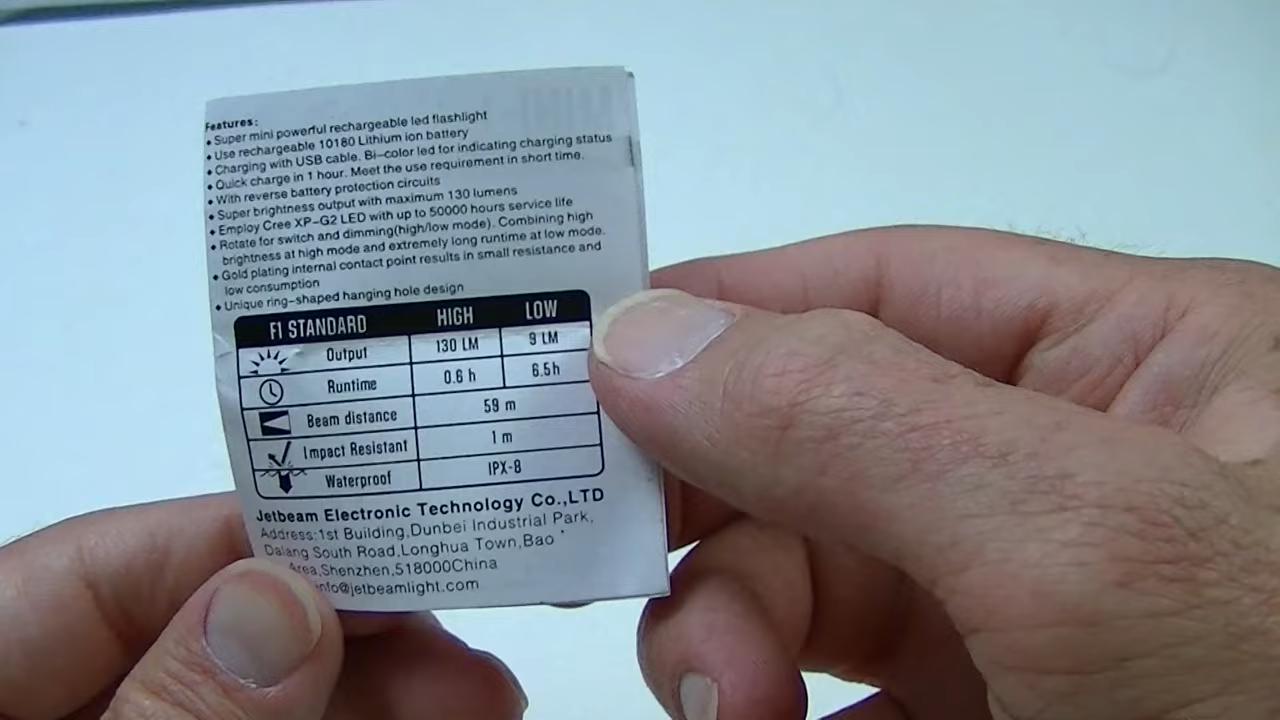 Features:
• Super mini powerful rechargeable led flashlight
• Use rechargeable 10180 Lithium ion battery
• Charging with USB cable. Bi-color led for indicating charging status
• Quick charge in 1 hour. Meet the use requirement in short time.
• With reverse battery protection circuits
• Super brightness output with maximum 130 lumens
• Employ Cree XP-G2 LED with up to 50000 hours service life
• Rotate for switch and dimming(high/low mode). Combining high
brightness at high mode and extremely long runtime at low mode.
• Gold plating internal contact point results in small resistance and
low consumption
• Unique ring-shaped hanging hole design
FI STANDARD HIGH LOW
Output 130 LM 9 LM
Runtime 0.6 h 6.5h
Beam distance 59 m
Impact Resistant 1 m
Waterproof IPX-8
Jetbeam Electronic Technology Co.,LTD
Address:1st Building,Dunbei Industrial Park,
Dalang South Road,Longhua Town,Bao
Area,Shenzhen,518000China
info@jetbeamlight.com